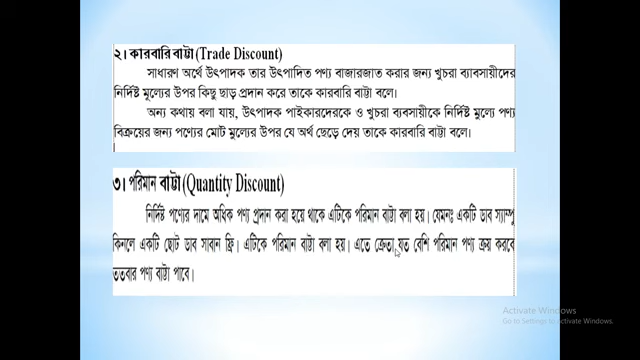 ২। কারবারি বাট্টা (Trade Discount)
সাধারণ অর্থে উৎপাদক তার উৎপাদিত পণ্য বাজারজাত করার জন্য খুচরা ব্যাবসায়ীদের
নির্দিষ্ট মুল্যের উপর কিছু ছাড় প্রদান করে তাকে কারবারি বাট্টা বলে।
অন্য কথায় বলা যায়, উৎপাদক পাইকারদেরকে ও খুচরা ব্যবসায়ীকে নির্দিষ্ট মুল্যে পণ্য
বিক্রয়ের জন্য পণ্যের মোট মুল্যের উপর যে অর্থ ছেড়ে দেয় তাকে কারবারি বাট্টা বলে।
৩। পরিমান বাট্টা (Quantity Discount)
নির্দিষ্ট পণ্যের দামে অধিক পণ্য প্রদান করা হয়ে থাকে এটিকে পরিমান বাট্টা বলা হয়। যেমনঃ একটি ডাব স্যাম্পু
কিনলে একটি ছোট ডাব সাবান ফ্রি। এটিকে পরিমান বাট্টা বলা হয়। এতে ক্রেতা যত বেশি পরিমান পণ্য ক্রয় করবে
ততবার পণ্য বাট্টা পাবে।
Activate Windows
Go to Settings to activate Windows.